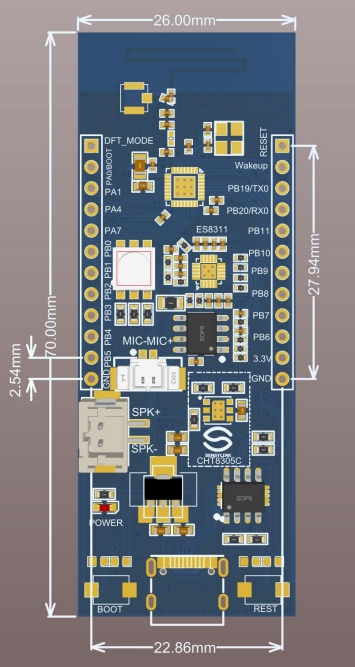 26.00mm
DFT_MODE
RESET
PA0/BOOT
Wakeup
PA1
PB19/TX0
PA4
PB20/RX0
PA7
ES8311
PB11
PB0
PB10
PB1
PB9
PB2
PB8
PB3
PB7
SOP8
PB4
MIC-MIC+
PB6
PB5
3.3V
GND
GND
27.94mm
70.00mm
2.54mm
SPK+
SPK-
SENSYLINK
CHT8305C
SOP8
POWER
BOOT
REST
22.86mm